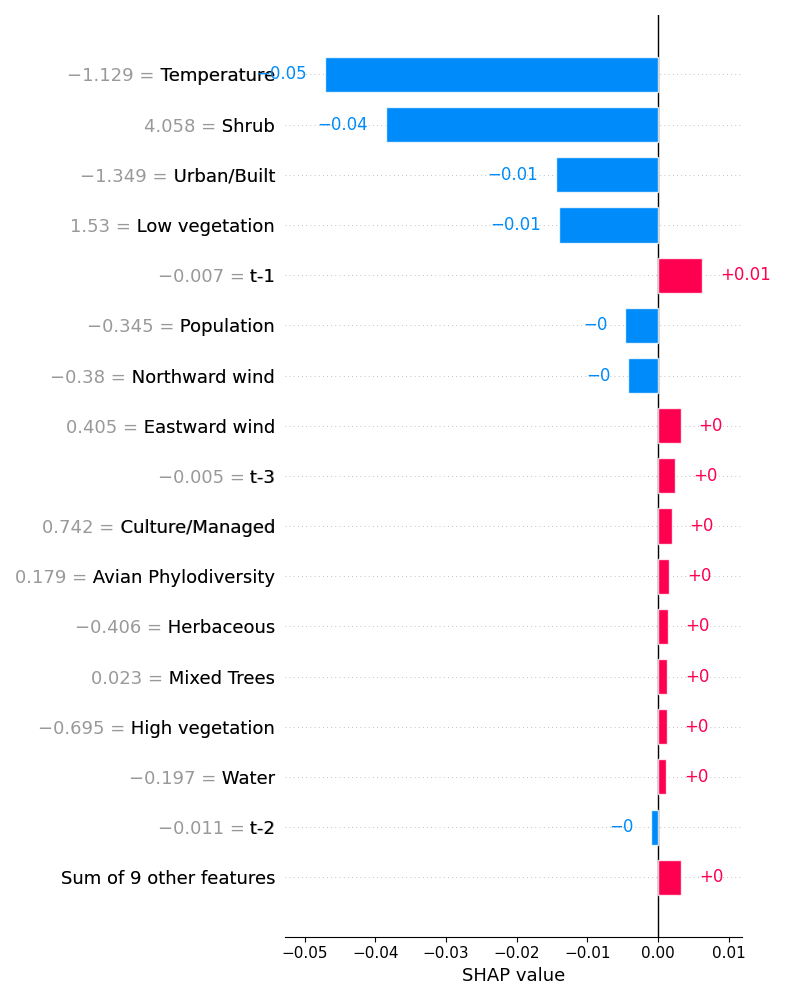 −1.129 = Temperature −0.05
4.058 = Shrub −0.04
−1.349 = Urban/Built −0.01
1.53 = Low vegetation −0.01
−0.007 = t-1 +0.01
−0.345 = Population −0
−0.38 = Northward wind −0
0.405 = Eastward wind +0
−0.005 = t-3 +0
0.742 = Culture/Managed +0
0.179 = Avian Phylodiversity +0
−0.406 = Herbaceous +0
0.023 = Mixed Trees +0
−0.695 = High vegetation +0
−0.197 = Water +0
−0.011 = t-2 −0
Sum of 9 other features +0
−0.05 −0.04 −0.03 −0.02 −0.01 0.00 0.01
SHAP value